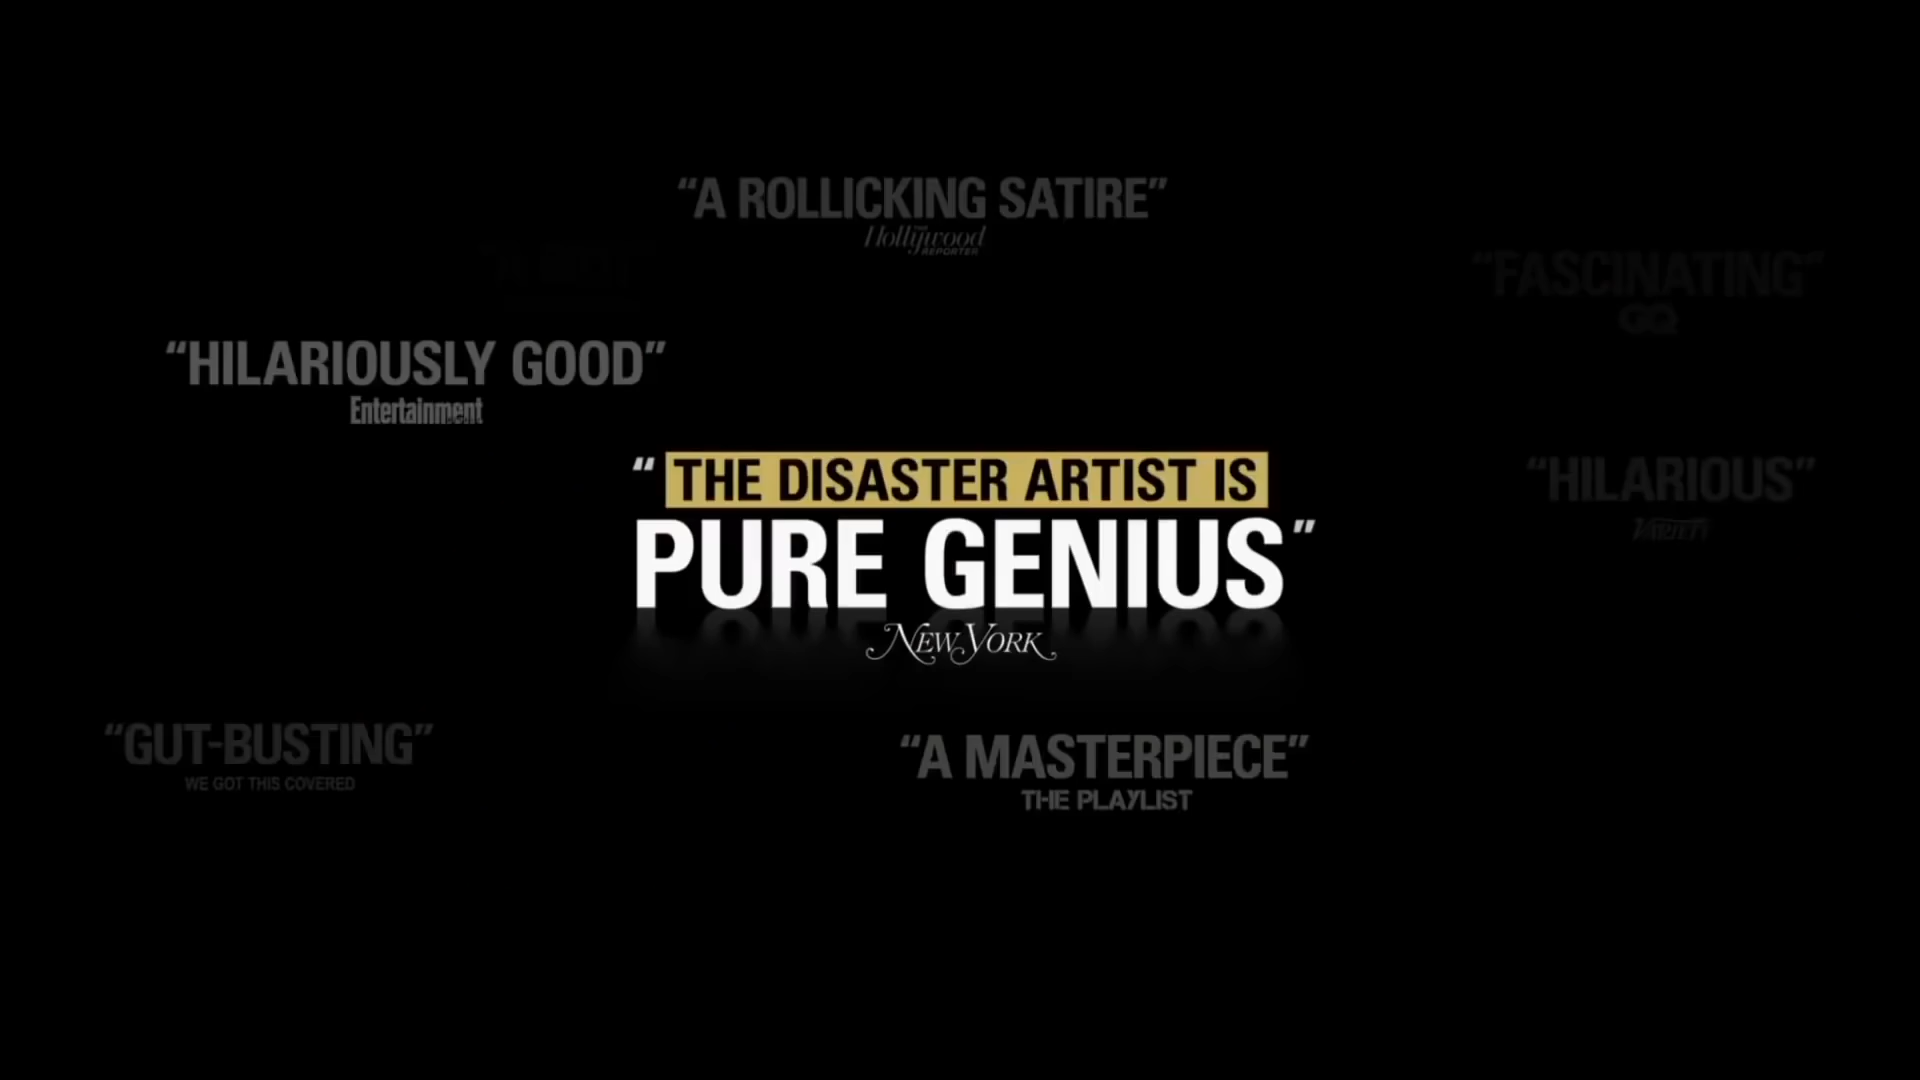 “A ROLLICKING SATIRE”
THE
Hollywood
REPORTER
“FASCINATING”
GQ
“HILARIOUSLY GOOD”
Entertainment
“THE DISASTER ARTIST IS
PURE GENIUS”
NEW YORK
“HILARIOUS”
VARIETY
“GUT-BUSTING”
WE GOT THIS COVERED
“A MASTERPIECE”
THE PLAYLIST